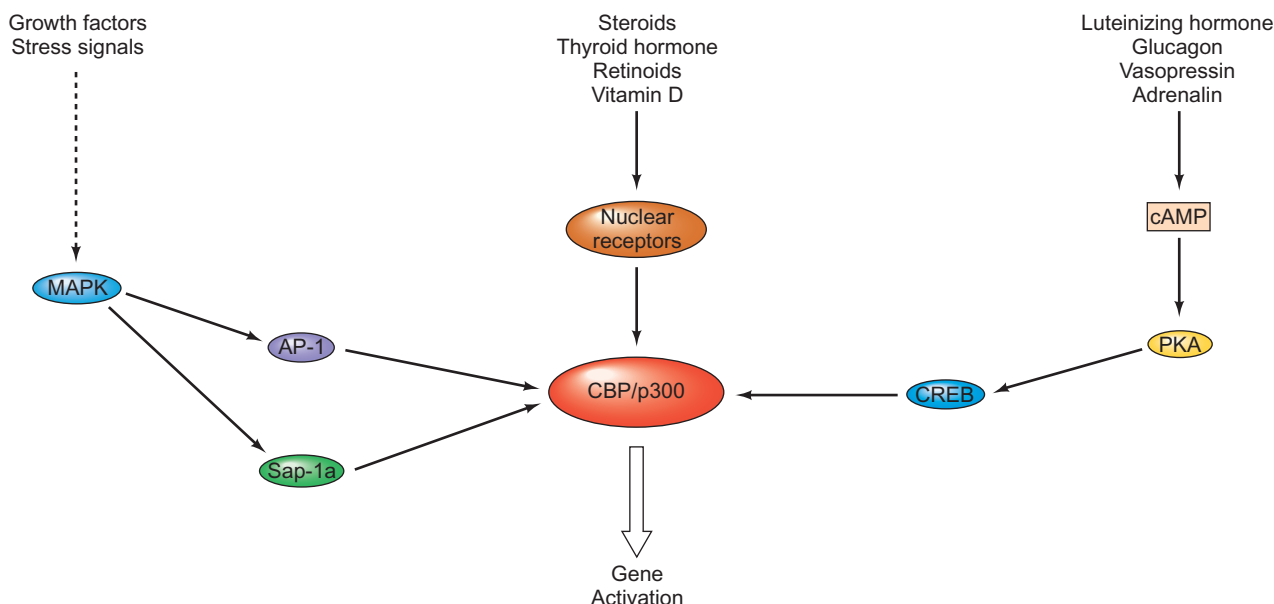 Growth factors
Stress signals
Steroids
Thyroid hormone
Retinoids
Vitamin D
Luteinizing hormone
Glucagon
Vasopressin
Adrenalin
Nuclear
receptors
cAMP
MAPK
AP-1
PKA
CBP/p300
CREB
Sap-1a
Gene
Activation